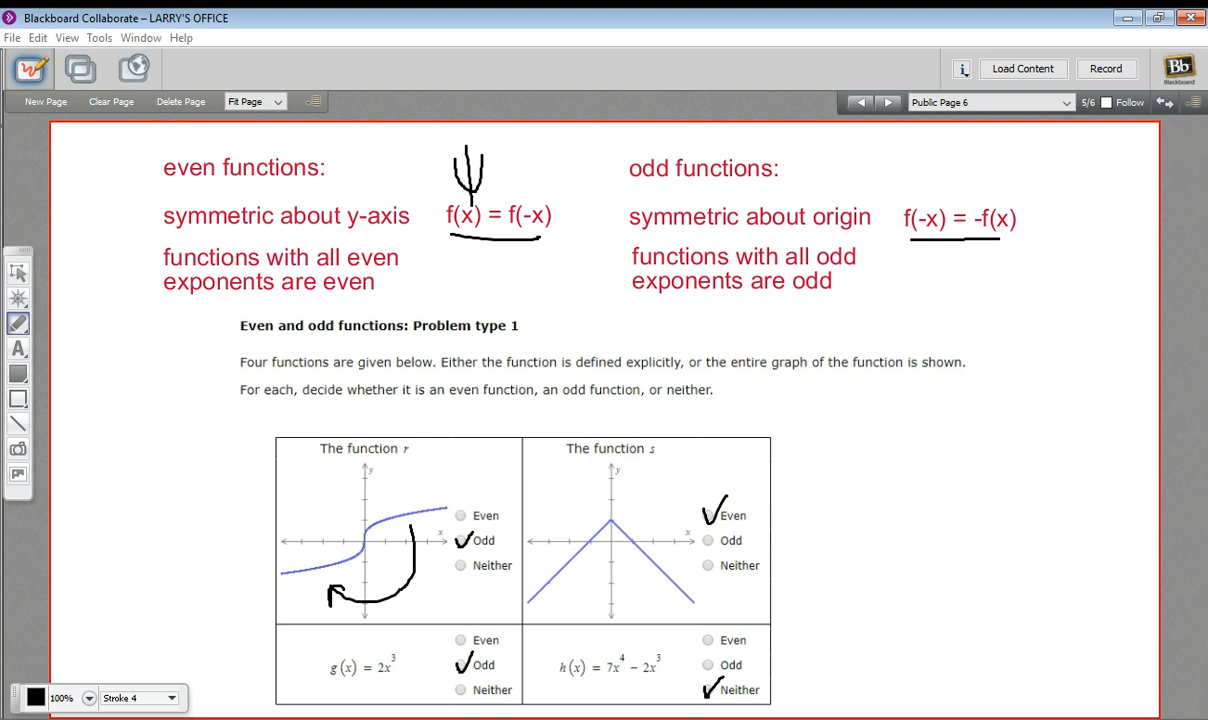 Blackboard Collaborate – LARRY'S OFFICE
File Edit View Tools Window Help
Load Content
Record
Bb
Blackboard
New Page
Clear Page
Delete Page
Fit Page
Public Page 6
5/6
Follow
even functions:
odd functions:
symmetric about y-axis f(x) = f(-x)
symmetric about origin f(-x) = -f(x)
functions with all even
exponents are even
functions with all odd
exponents are odd
Even and odd functions: Problem type 1
Four functions are given below. Either the function is defined explicitly, or the entire graph of the function is shown.
For each, decide whether it is an even function, an odd function, or neither.
The function r
y
x
Even
Odd
Neither
The function s
y
x
Even
Odd
Neither
g(x) = 2x³
Even
Odd
Neither
h(x) = 7x⁴ − 2x³
Even
Odd
Neither
A
100%
Stroke 4